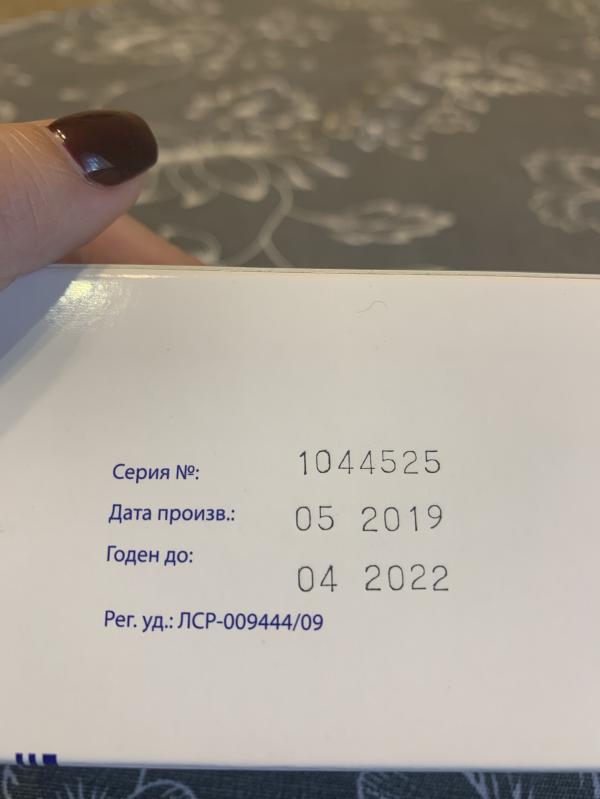 Серия №: 1044525
Дата произв.: 05 2019
Годен до: 04 2022
Рег. уд.: ЛСР-009444/09